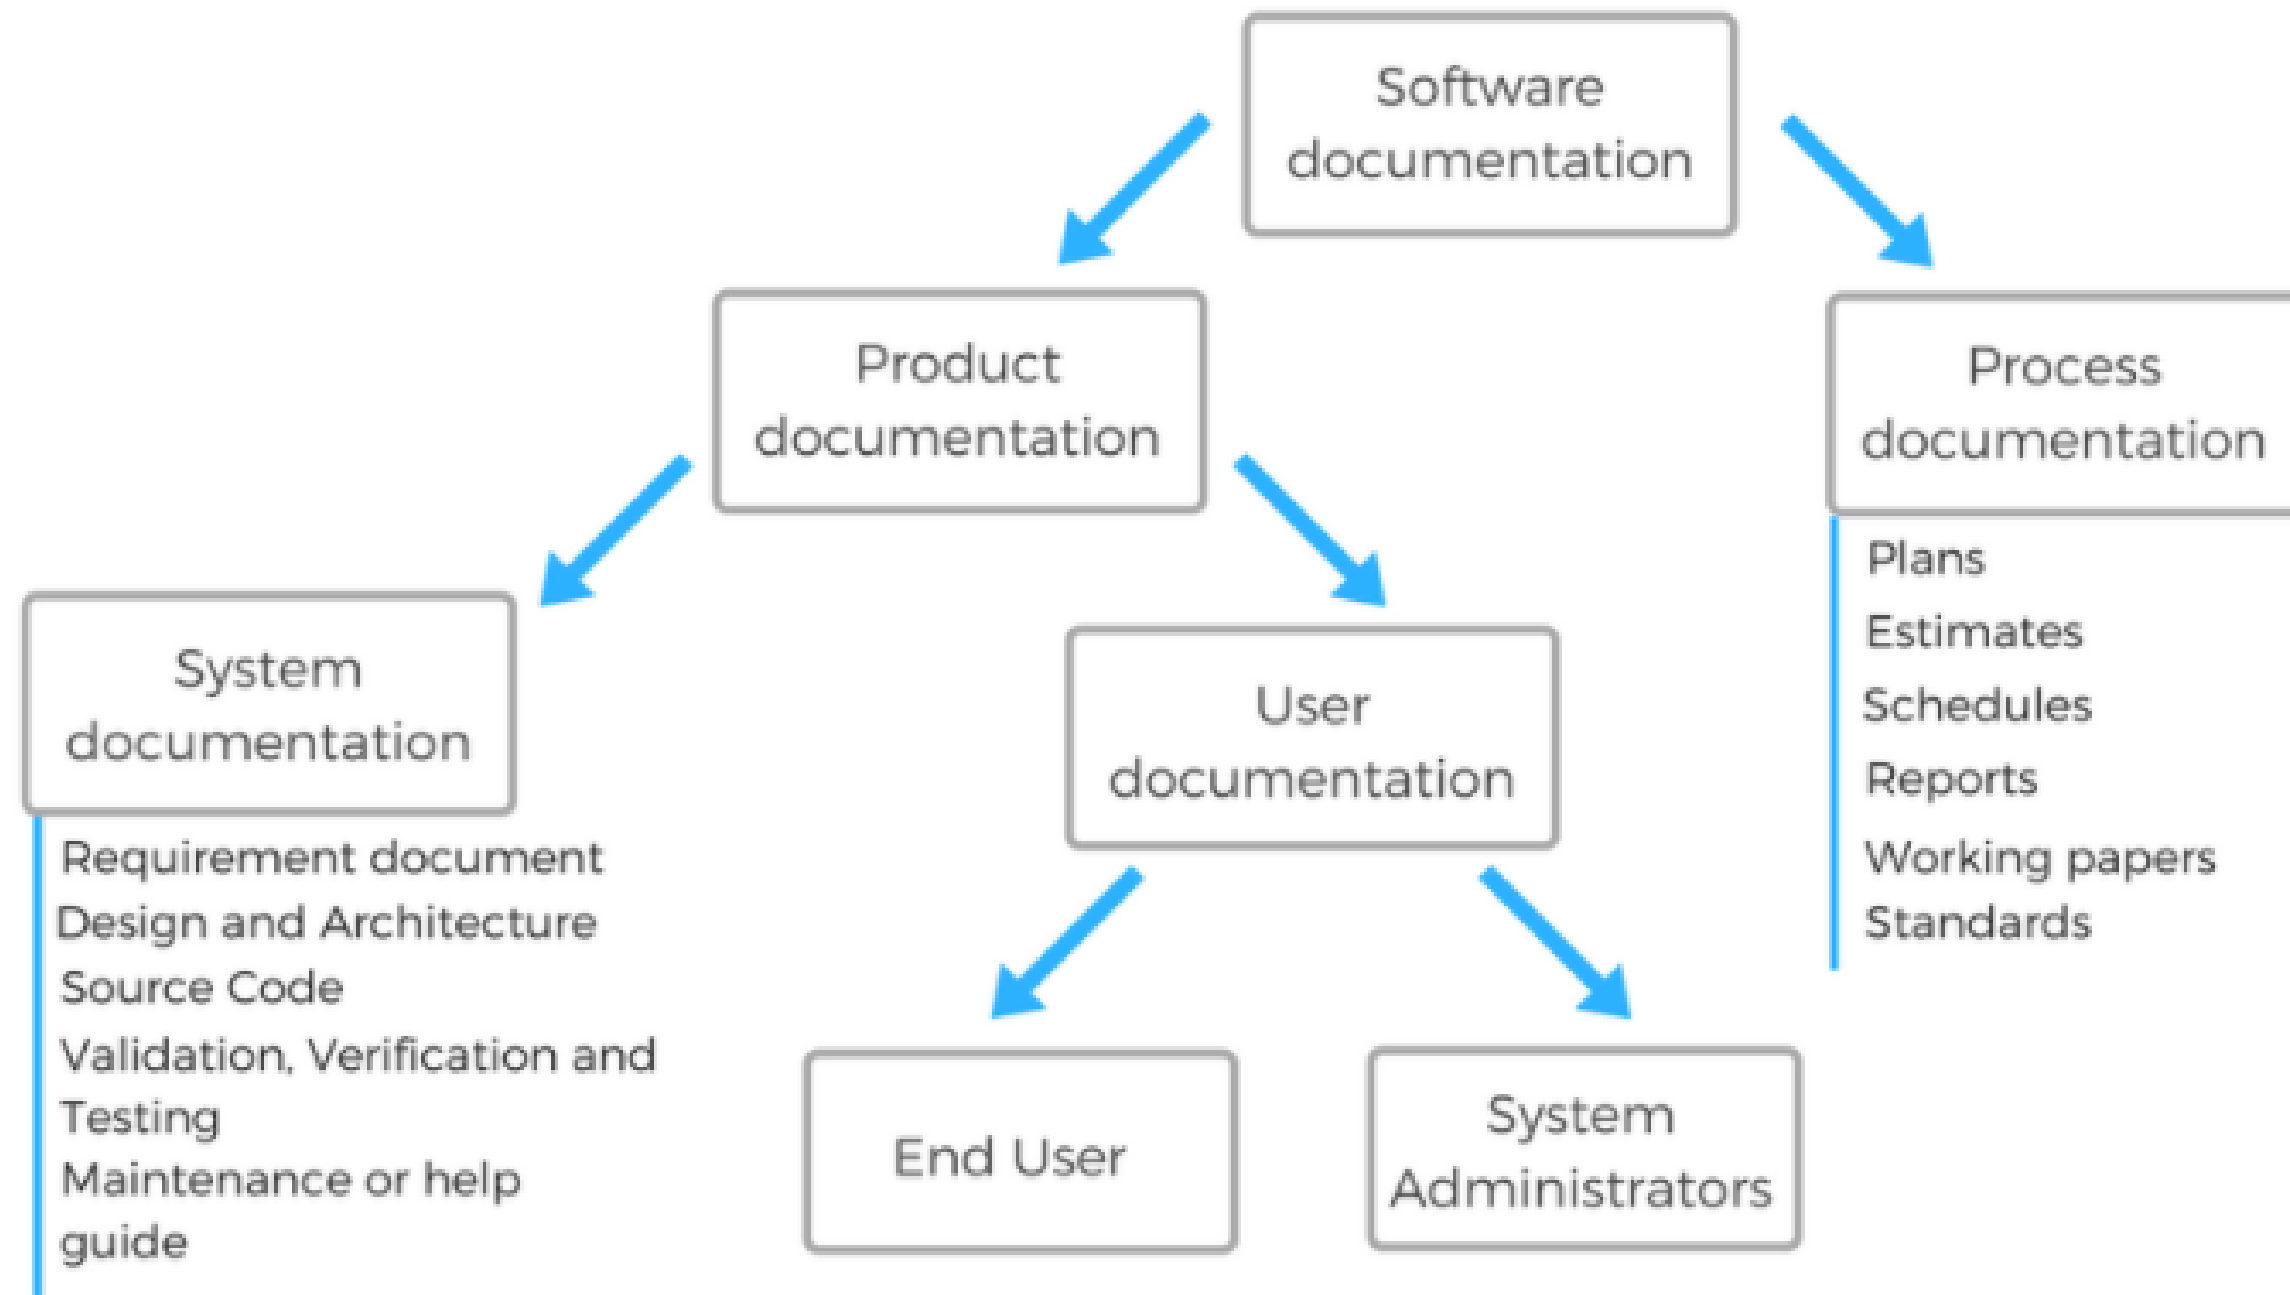 Software
documentation
Product
documentation
Process
documentation
System
documentation
Requirement document
Design and Architecture
Source Code
Validation, Verification and
Testing
Maintenance or help
guide
User
documentation
End User
System
Administrators
Plans
Estimates
Schedules
Reports
Working papers
Standards